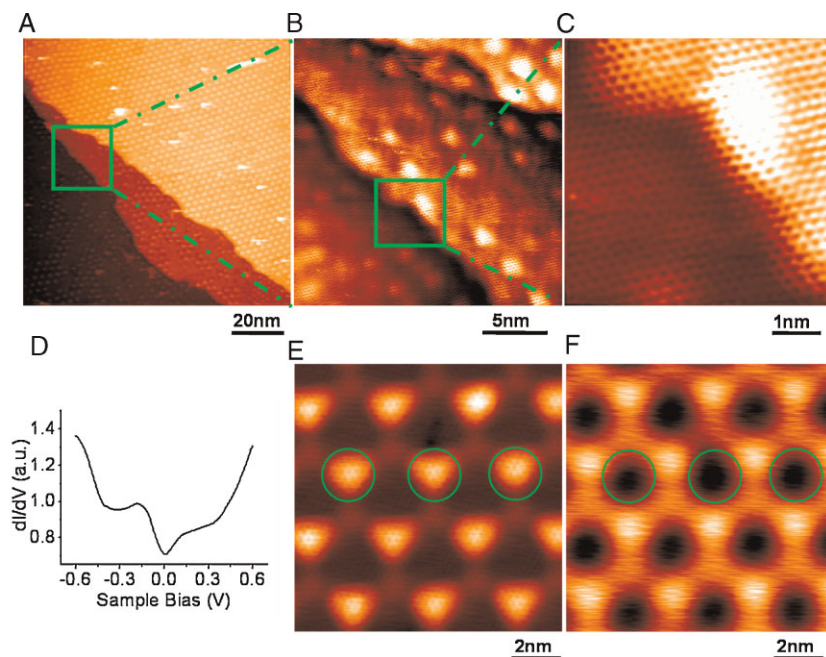 A
B
C
20nm
5nm
1nm
D
E
F
dI/dV (a.u.)
1.4
1.2
1.0
0.8
-0.6 -0.3 0.0 0.3 0.6
Sample Bias (V)
2nm
2nm